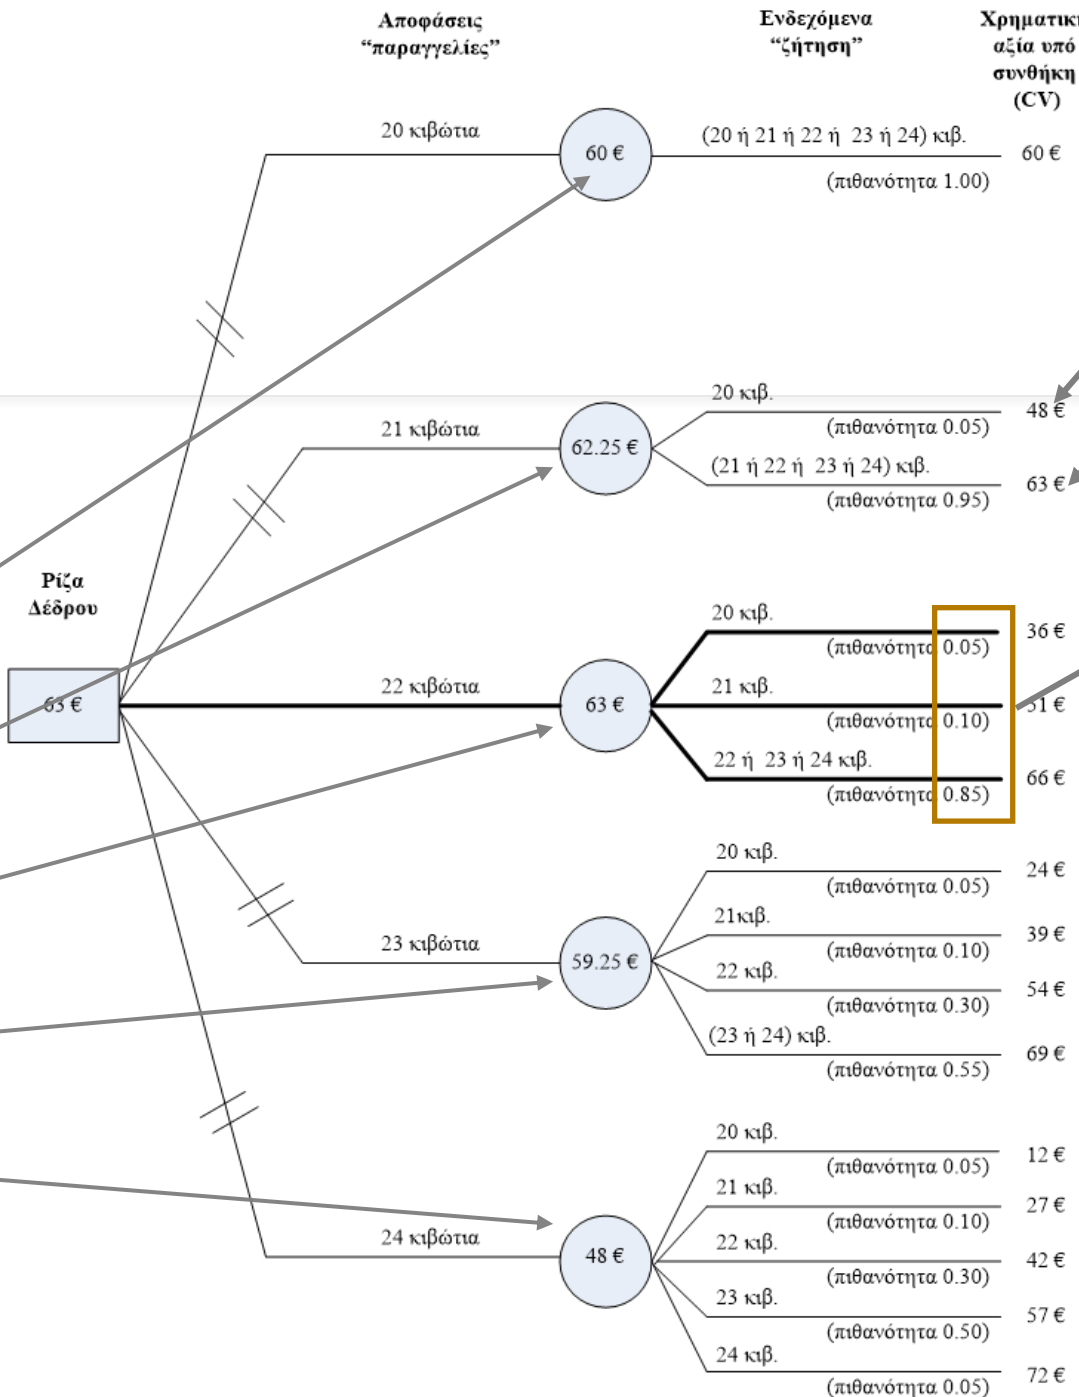 Αποφάσεις
“παραγγελίες”
Ενδεχόμενα
“ζήτηση”
Χρηματική
αξία υπό
συνθήκη
(CV)
20 κιβώτια
60 €
(20 ή 21 ή 22 ή 23 ή 24) κιβ.
(πιθανότητα 1.00)
60 €
21 κιβώτια
62.25 €
20 κιβ.
(πιθανότητα 0.05)
48 €
(21 ή 22 ή 23 ή 24) κιβ.
(πιθανότητα 0.95)
63 €
Ρίζα
Δέδρου
63 €
22 κιβώτια
63 €
20 κιβ.
(πιθανότητα 0.05)
36 €
21 κιβ.
(πιθανότητα 0.10)
51 €
22 ή 23 ή 24 κιβ.
(πιθανότητα 0.85)
66 €
23 κιβώτια
59.25 €
20 κιβ.
(πιθανότητα 0.05)
24 €
21κιβ.
(πιθανότητα 0.10)
39 €
22 κιβ.
(πιθανότητα 0.30)
54 €
(23 ή 24) κιβ.
(πιθανότητα 0.55)
69 €
24 κιβώτια
48 €
20 κιβ.
(πιθανότητα 0.05)
12 €
21 κιβ.
(πιθανότητα 0.10)
27 €
22 κιβ.
(πιθανότητα 0.30)
42 €
23 κιβ.
(πιθανότητα 0.50)
57 €
24 κιβ.
(πιθανότητα 0.05)
72 €